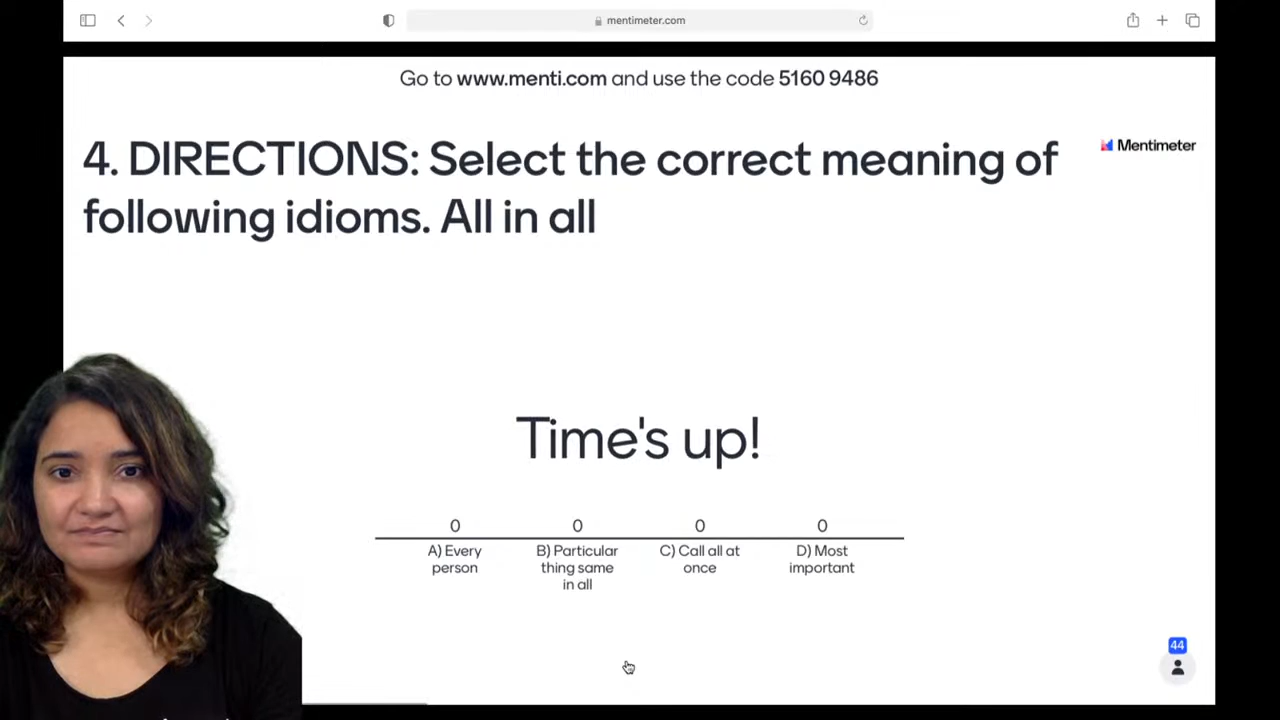 mentimeter.com
Go to www.menti.com and use the code 5160 9486
4. DIRECTIONS: Select the correct meaning of
following idioms. All in all
Mentimeter
Time's up!
0 0 0 0
A) Every
person
B) Particular
thing same
in all
C) Call all at
once
D) Most
important
44